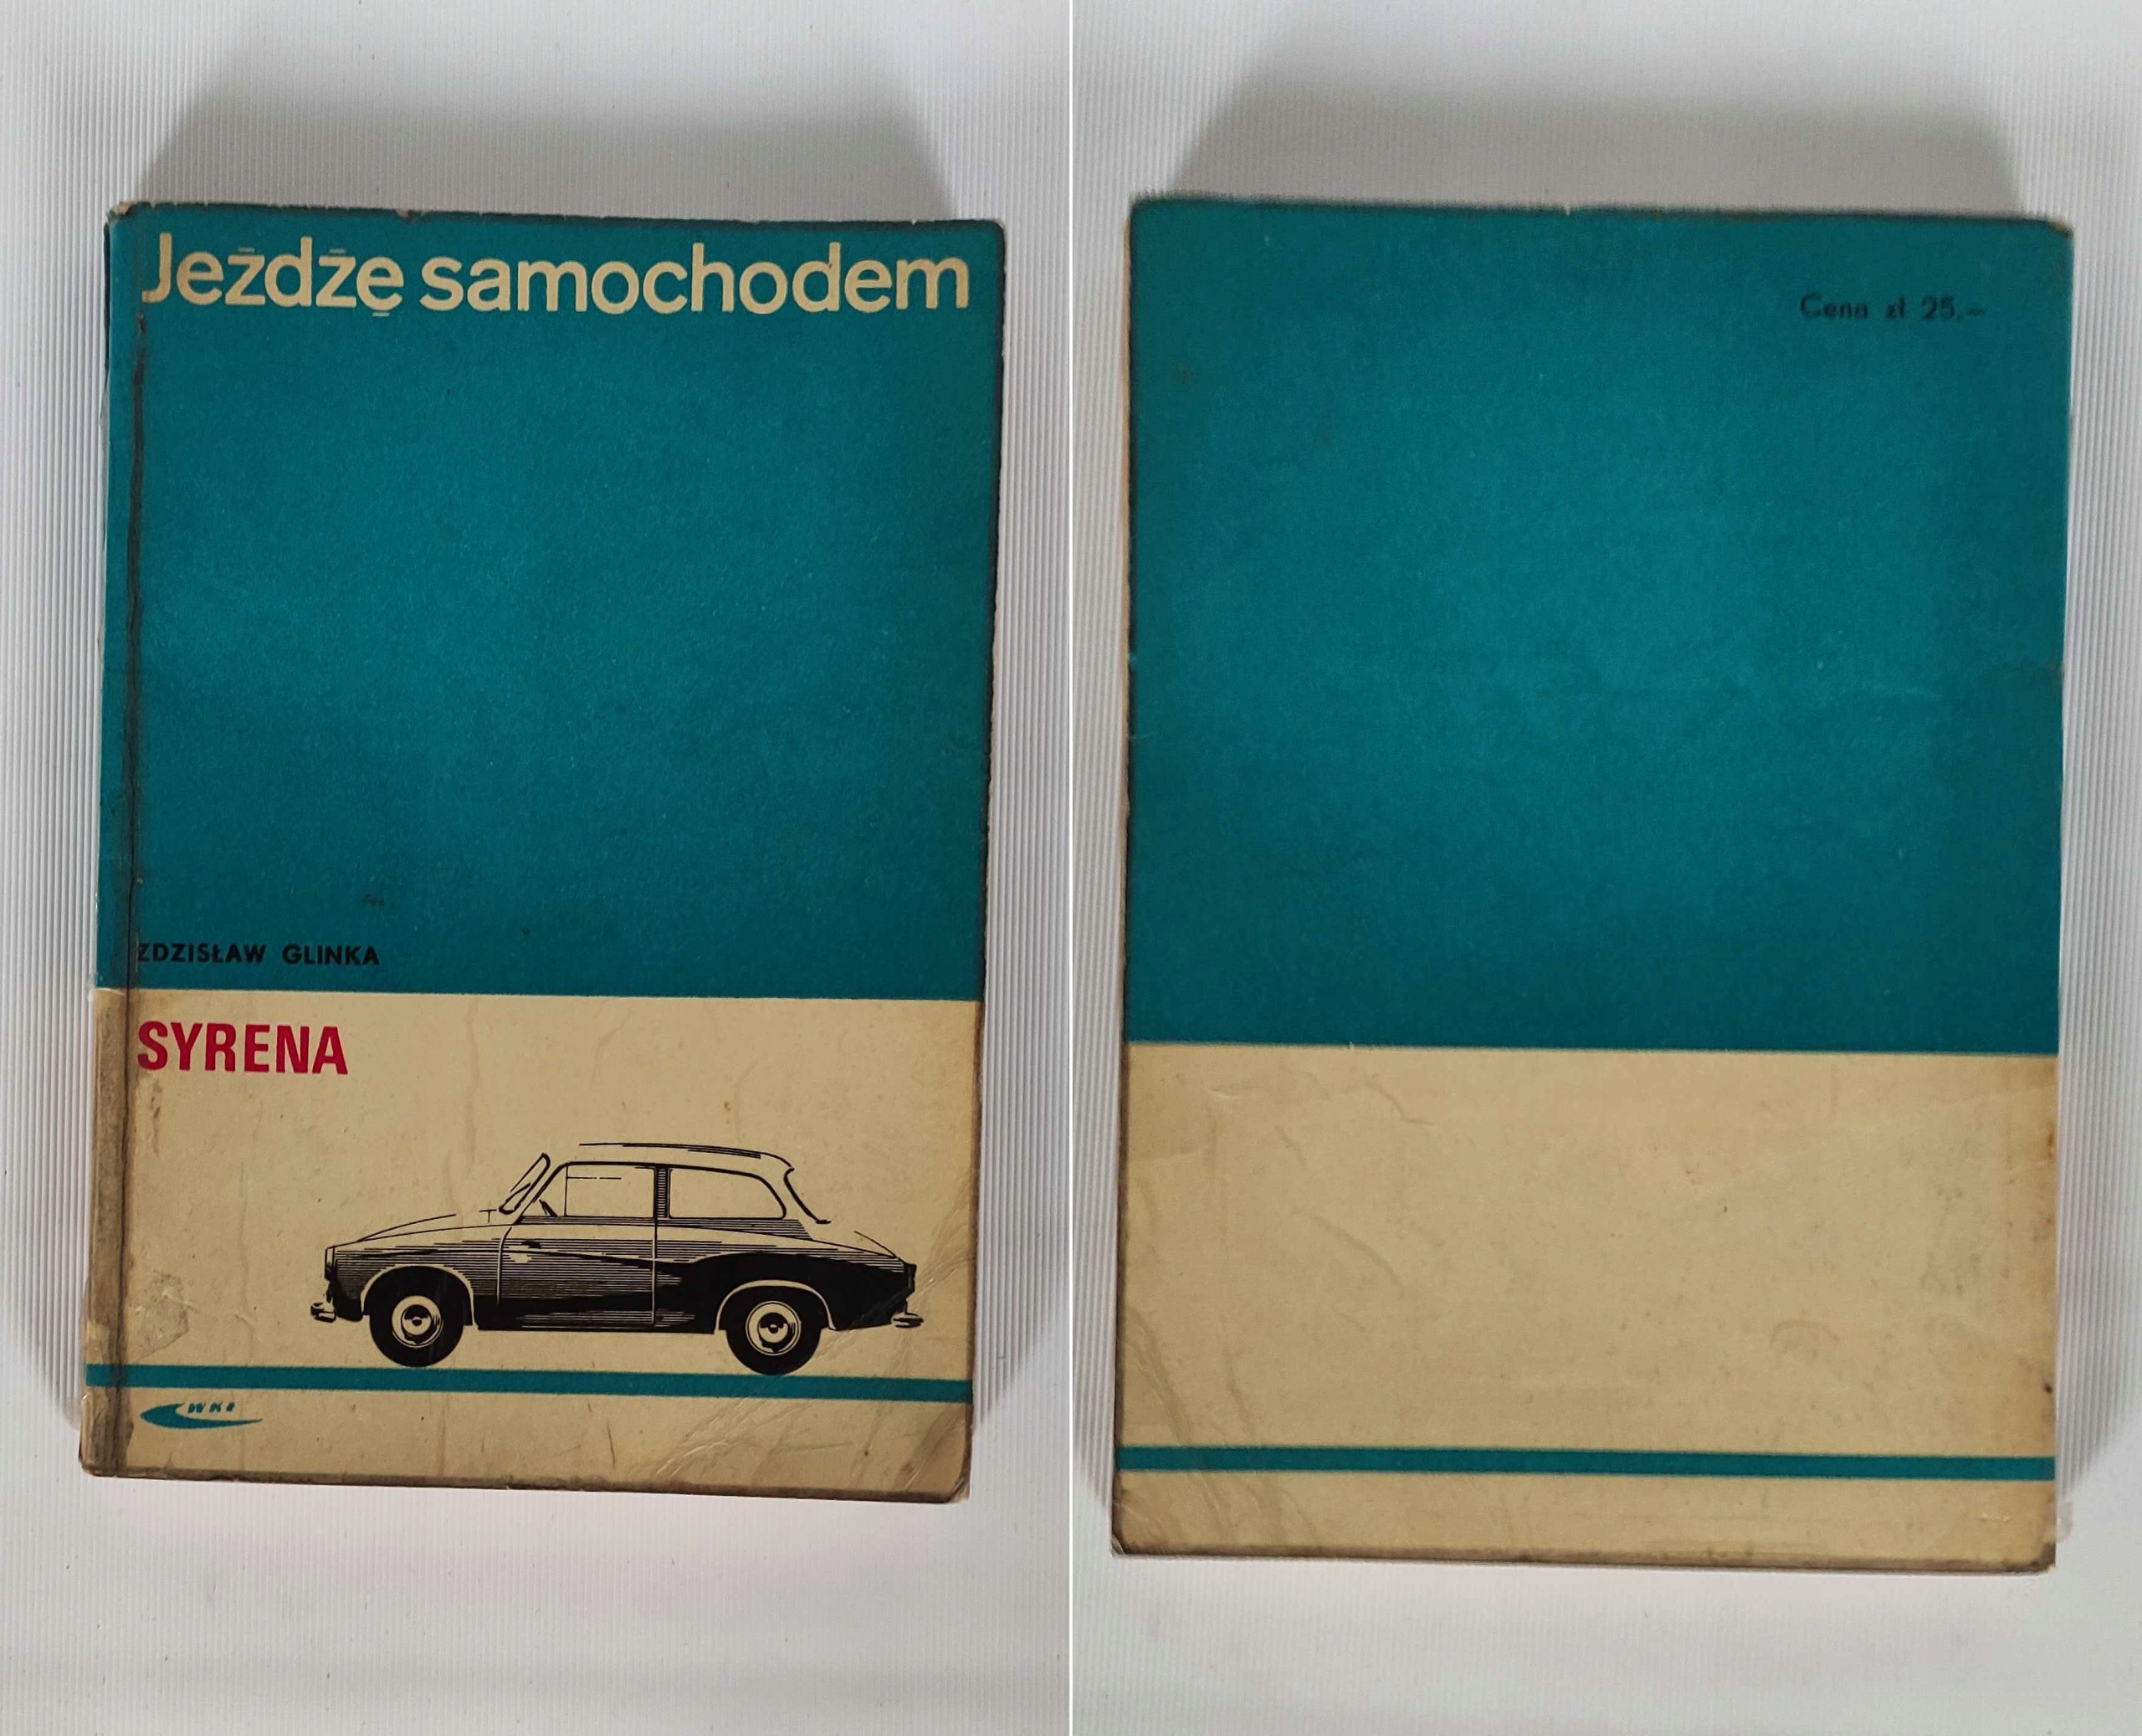 Jeżdżę samochodem
ZDZISŁAW GLINKA
SYRENA
WKŁ
Cena zł 25,—